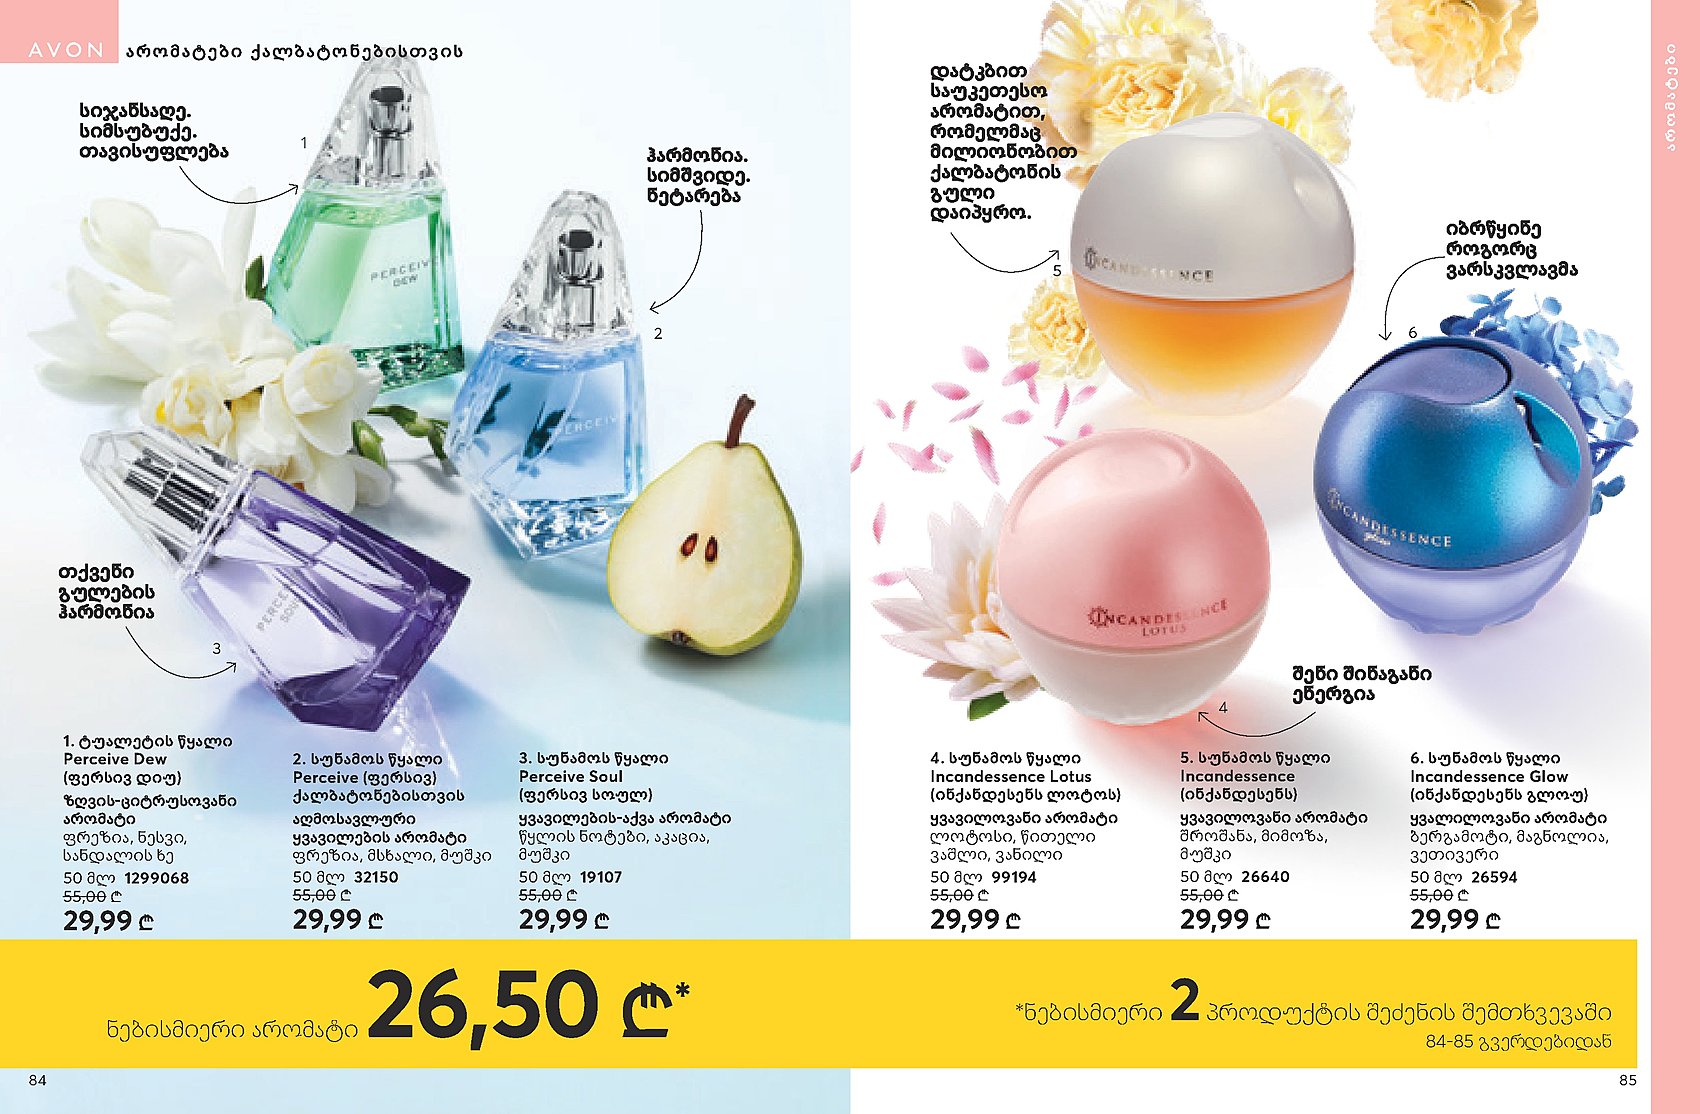 AVON არომატები ქალბატონებისთვის
სიჯანსაღე.
სიმსუბუქე.
თავისუფლება
1
ჰარმონია.
სიმშვიდე.
ნეტარება
2
PERCEIVE
DEW
PERCEIVE
PERCEIVE
SOUL
თქვენი
გულების
ჰარმონია
3
1. ტუალეტის წყალი
Perceive Dew
(ფერსივ დიუ)
ზღვის-ციტრუსოვანი
არომატი
ფრეზია, ნესვი,
სანდალის ხე
50 მლ 1299068
55,00 ₾
29,99 ₾
2. სუნამოს წყალი
Perceive (ფერსივ)
ქალბატონებისთვის
აღმოსავლური
ყვავილების არომატი
ფრეზია, მსხალი, მუშკი
50 მლ 32150
55,00 ₾
29,99 ₾
3. სუნამოს წყალი
Perceive Soul
(ფერსივ სოულ)
ყვავილების-აქვა არომატი
წყლის ნოტები, აკაცია,
მუშკი
50 მლ 19107
55,00 ₾
29,99 ₾
ნებისმიერი არომატი 26,50 ₾*
84
არომატები
დატკბით
საუკეთესო
არომატით,
რომელმაც
მილიონობით
ქალბატონის
გული
დაიპყრო.
5
INCANDESSENCE
იბრწყინე
როგორც
ვარსკვლავმა
6
INCANDESSENCE
glow
INCANDESSENCE
LOTUS
შენი შინაგანი
ენერგია
4
4. სუნამოს წყალი
Incandessence Lotus
(ინქანდესენს ლოტოს)
ყვავილოვანი არომატი
ლოტოსი, წითელი
ვაშლი, ვანილი
50 მლ 99194
55,00 ₾
29,99 ₾
5. სუნამოს წყალი
Incandessence
(ინქანდესენს)
ყვავილოვანი არომატი
შროშანა, მიმოზა,
მუშკი
50 მლ 26640
55,00 ₾
29,99 ₾
6. სუნამოს წყალი
Incandessence Glow
(ინქანდესენს გლოუ)
ყვალილოვანი არომატი
ბერგამოტი, მაგნოლია,
ვეთივერი
50 მლ 26594
55,00 ₾
29,99 ₾
*ნებისმიერი 2 პროდუქტის შეძენის შემთხვევაში
84-85 გვერდებიდან
85